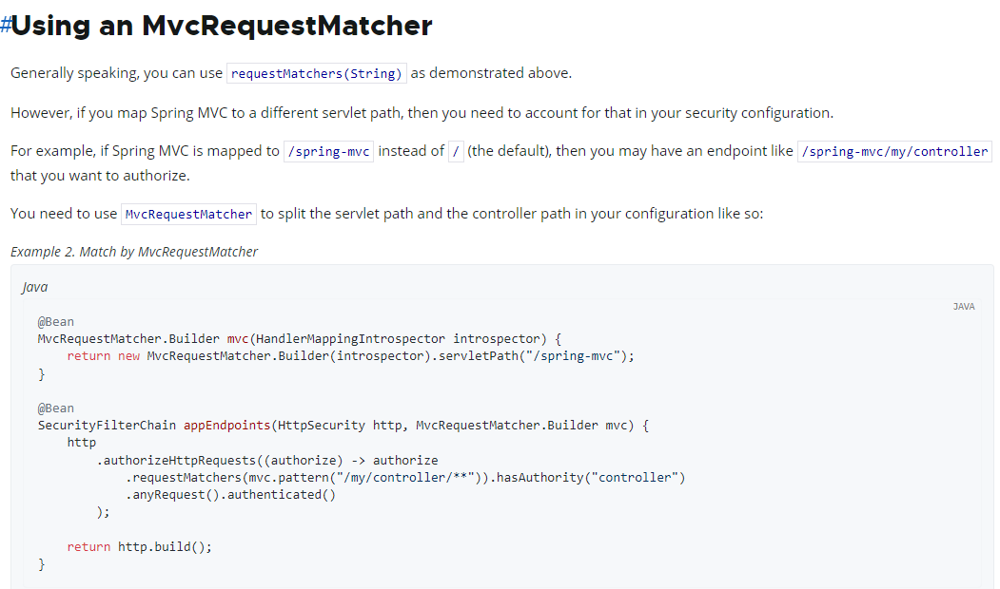 #Using an MvcRequestMatcher
Generally speaking, you can use requestMatchers(String) as demonstrated above.
However, if you map Spring MVC to a different servlet path, then you need to account for that in your security configuration.
For example, if Spring MVC is mapped to /spring-mvc instead of / (the default), then you may have an endpoint like /spring-mvc/my/controller
that you want to authorize.
You need to use MvcRequestMatcher to split the servlet path and the controller path in your configuration like so:
Example 2. Match by MvcRequestMatcher
Java
JAVA
@Bean
MvcRequestMatcher.Builder mvc(HandlerMappingIntrospector introspector) {
    return new MvcRequestMatcher.Builder(introspector).servletPath("/spring-mvc");
}

@Bean
SecurityFilterChain appEndpoints(HttpSecurity http, MvcRequestMatcher.Builder mvc) {
    http
        .authorizeHttpRequests((authorize) -> authorize
            .requestMatchers(mvc.pattern("/my/controller/**")).hasAuthority("controller")
            .anyRequest().authenticated()
        );

    return http.build();
}